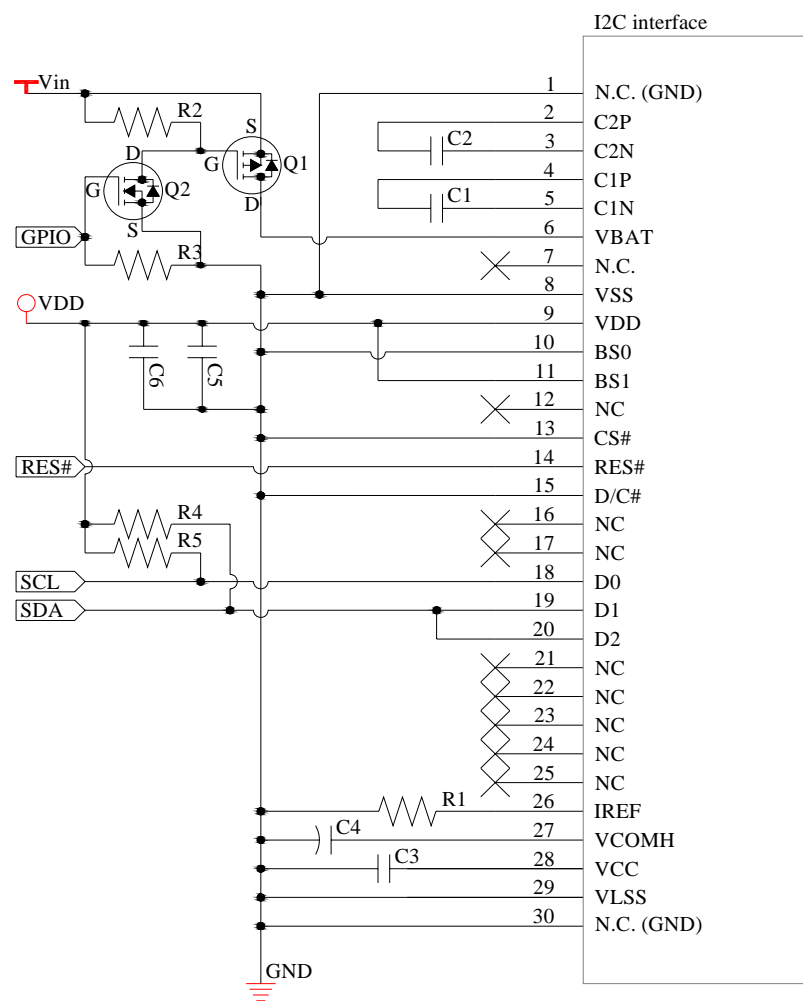 I2C interface
Vin
1 N.C. (GND)
R2
2 C2P
S
D
C2
3 C2N
G
Q1
4 C1P
G
Q2
C1
5 C1N
D
S
6 VBAT
GPIO
R3
7 N.C.
8 VSS
VDD
9 VDD
10 BS0
C6
C5
11 BS1
12 NC
13 CS#
RES#
14 RES#
15 D/C#
R4
16 NC
R5
17 NC
SCL
18 D0
SDA
19 D1
20 D2
21 NC
22 NC
23 NC
24 NC
25 NC
R1
26 IREF
C4
27 VCOMH
C3
28 VCC
29 VLSS
30 N.C. (GND)
GND